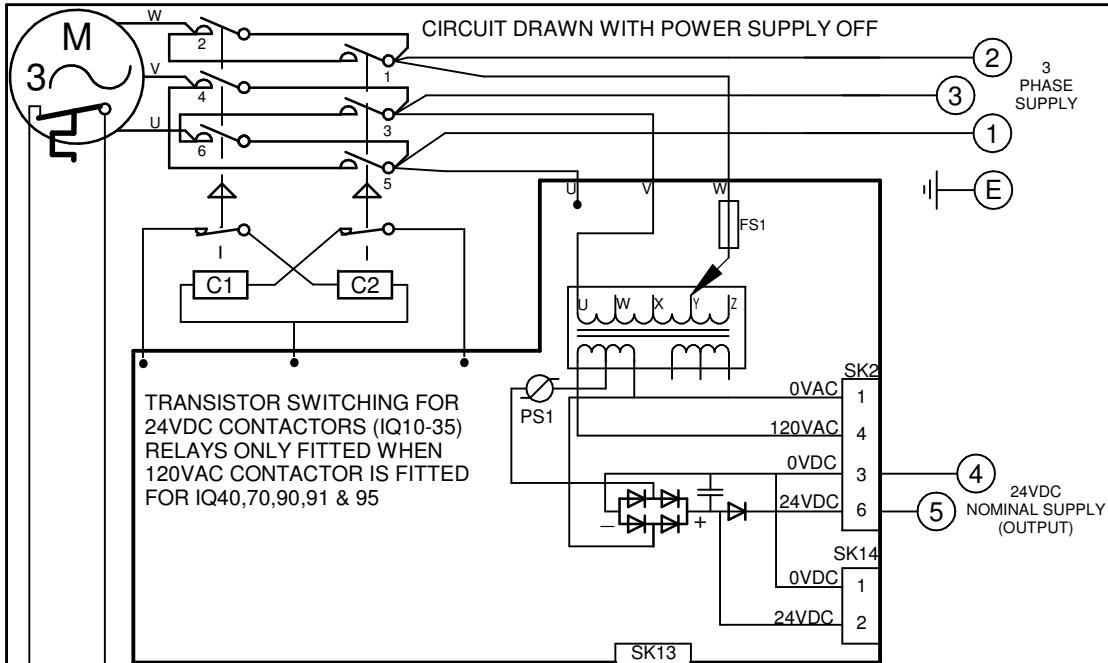 CIRCUIT DRAWN WITH POWER SUPPLY OFF
W
M
3
V
U
2
4
6
1
3
5
2
3
1
E
3
PHASE
SUPPLY
U
V
W
FS1
C1
C2
U
W
X
Y
Z
TRANSISTOR SWITCHING FOR
24VDC CONTACTORS (IQ10-35)
RELAYS ONLY FITTED WHEN
120VAC CONTACTOR IS FITTED
FOR IQ40,70,90,91 & 95
PS1
SK2
0VAC 1
120VAC 4
0VDC 3
24VDC 6
4
5
24VDC
NOMINAL SUPPLY
(OUTPUT)
— +
SK14
0VDC 1
24VDC 2
SK13